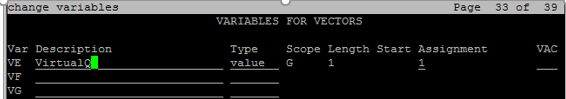 change variables Page 33 of 39
VARIABLES FOR VECTORS
Var Description Type Scope Length Start Assignment VAC
VE VirtualQ value G 1 1
VF
VG